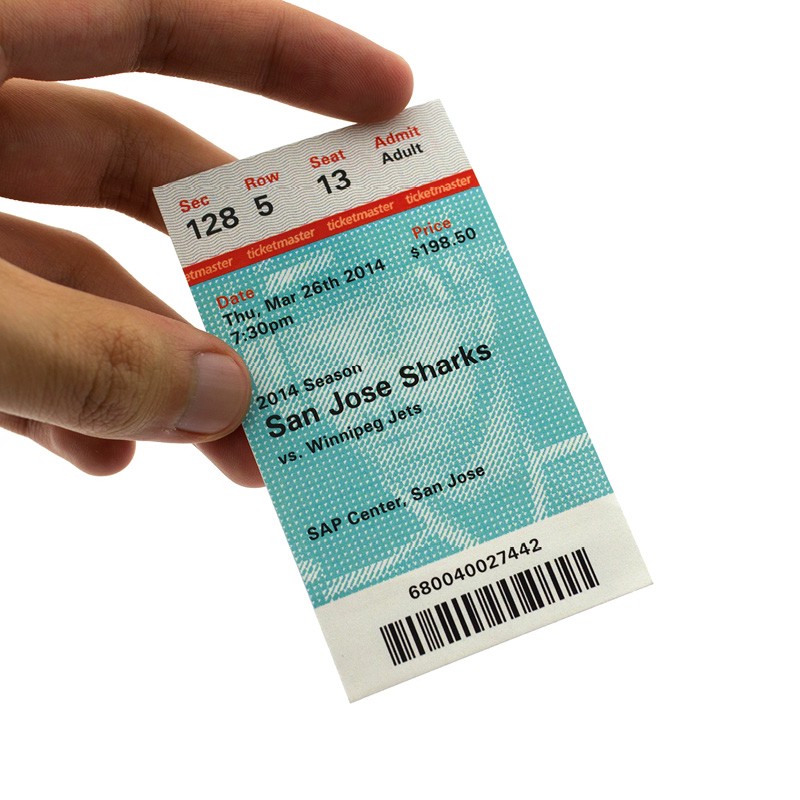 Sec Row Seat Admit
128 5 13 Adult
etmaster ticketmaster ticketmaster ticketmaster
Price
$198.50
Date
Thu, Mar 26th 2014
7:30pm
2014 Season
San Jose Sharks
vs. Winnipeg Jets
SAP Center, San Jose
680040027442